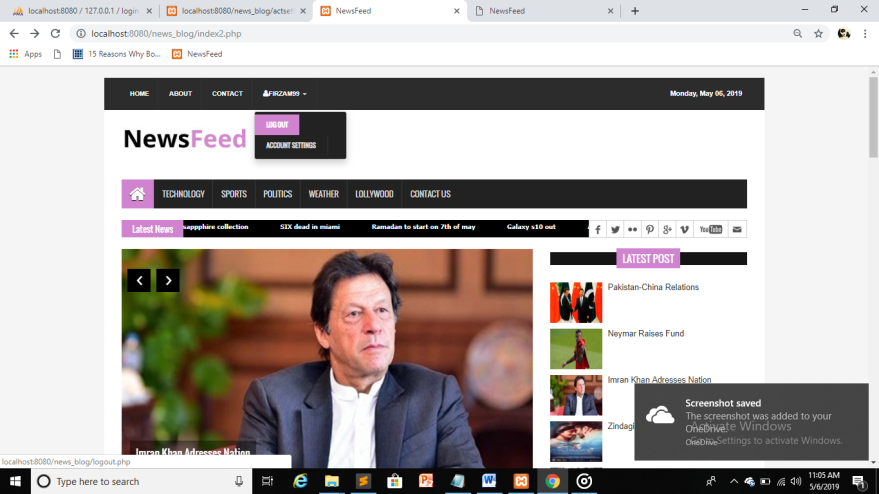 localhost:8080 / 127.0.0.1 / login
localhost:8080/news_blog/actset
NewsFeed
NewsFeed
localhost:8080/news_blog/index2.php
Apps
15 Reasons Why Bo...
NewsFeed
HOME
ABOUT
CONTACT
FIRZAM99
Monday, May 06, 2019
NewsFeed
LOG OUT
ACCOUNT SETTINGS
TECHNOLOGY
SPORTS
POLITICS
WEATHER
LOLLYWOOD
CONTACT US
Latest News
sappphire collection
SIX dead in miami
Ramadan to start on 7th of may
Galaxy s10 out
You Tube
LATEST POST
Pakistan-China Relations
Neymar Raises Fund
Imran Khan Adresses Nation
Zindagi
Imran Khan Adresses Nation
Screenshot saved
The screenshot was added to your
OneDrive.
OneDrive
Activate Windows
Go to Settings to activate Windows.
localhost:8080/news_blog/logout.php
Type here to search
11:05 AM
5/6/2019